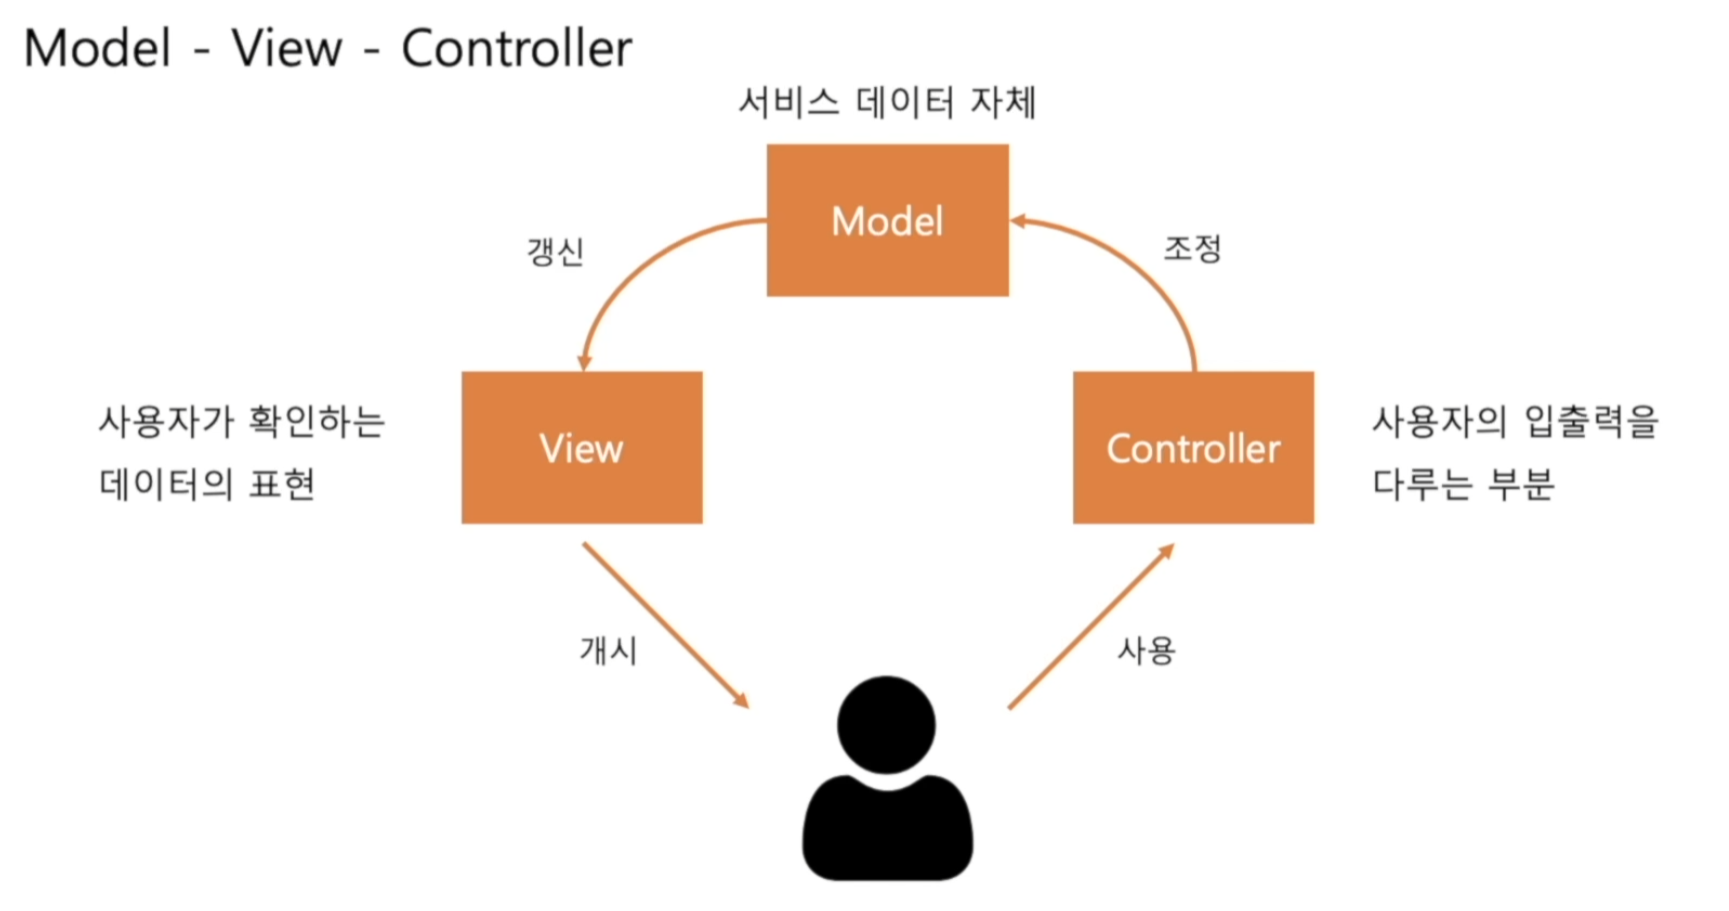 Model - View - Controller
서비스 데이터 자체
Model
갱신
조정
사용자가 확인하는
데이터의 표현
View
Controller
사용자의 입출력을
다루는 부분
개시
사용